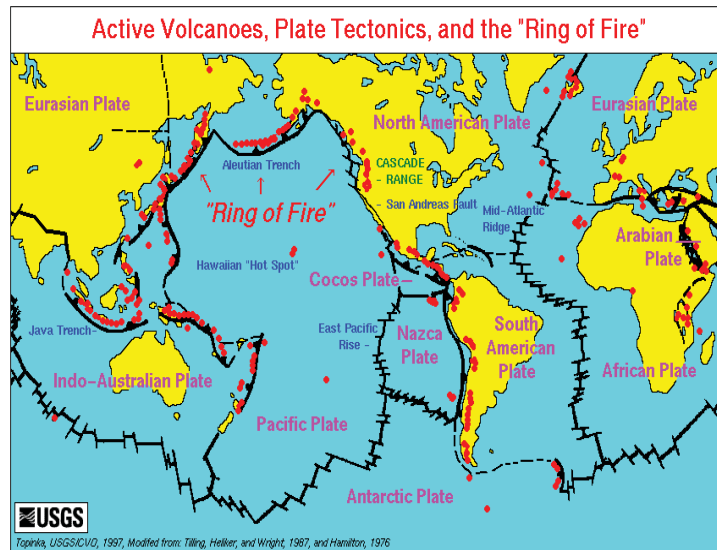 Active Volcanoes, Plate Tectonics, and the "Ring of Fire"
Eurasian Plate
North American Plate
Eurasian Plate
Aleutian Trench
CASCADE
- RANGE
"Ring of Fire"
- San Andreas Fault
Mid-Atlantic
Ridge
Arabian
Plate
Hawaiian "Hot Spot"
Cocos Plate
Java Trench
East Pacific
Rise -
Nazca
Plate
South
American
Plate
Indo-Australian Plate
African Plate
Pacific Plate
Antarctic Plate
USGS
Topinka, USGS/CVO, 1997, Modifed from: Tilling, Heliker, and Wright, 1987, and Hamilton, 1976